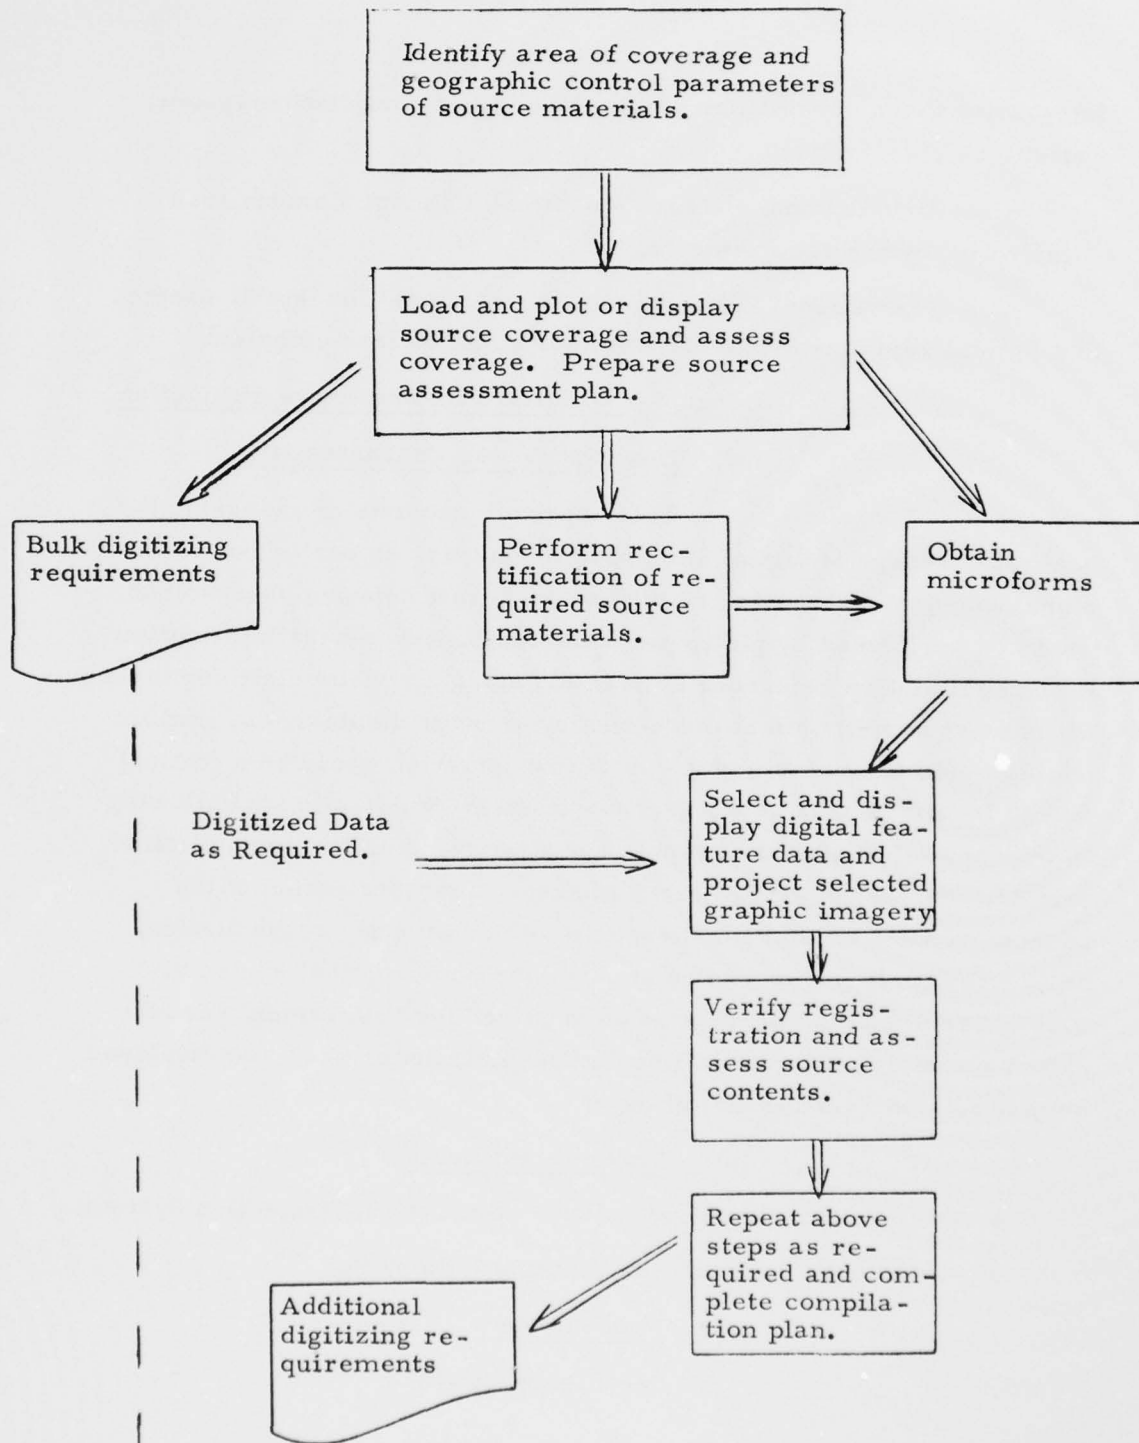 Identify area of coverage and
geographic control parameters
of source materials.
Load and plot or display
source coverage and assess
coverage. Prepare source
assessment plan.
Bulk digitizing
requirements
Perform rec-
tification of re-
quired source
materials.
Obtain
microforms
Digitized Data
as Required.
Select and dis-
play digital fea-
ture data and
project selected
graphic imagery
Verify regis-
tration and as-
sess source
contents.
Repeat above
steps as re-
quired and com-
plete compila-
tion plan.
Additional
digitizing re-
quirements